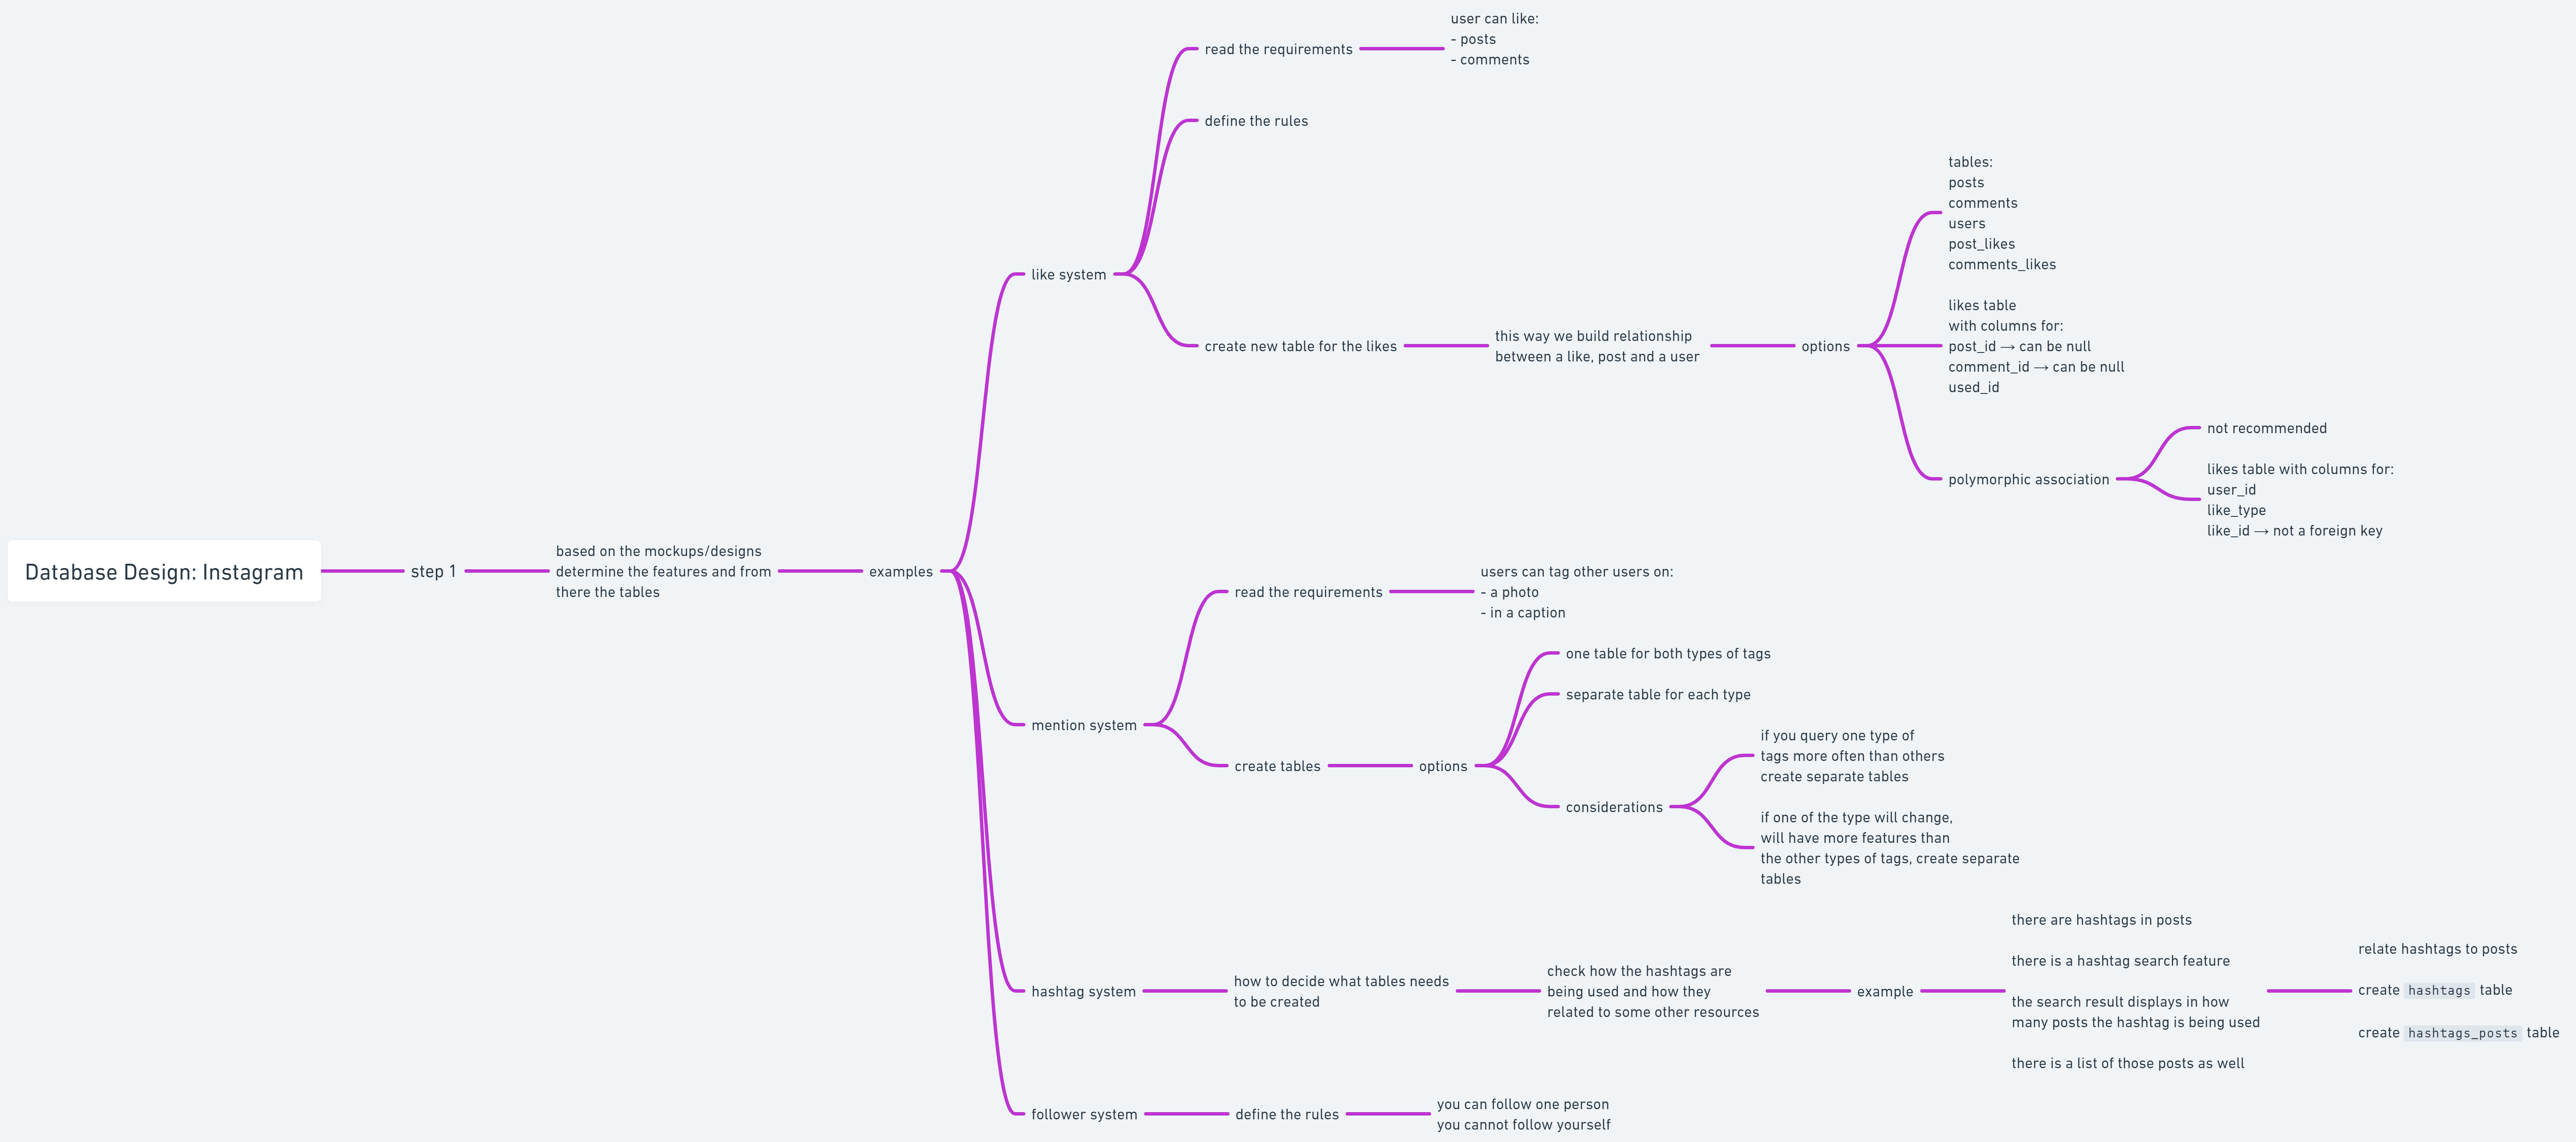 Database Design: Instagram
step 1
based on the mockups/designs
determine the features and from
there the tables
examples
like system
read the requirements
user can like:
- posts
- comments
define the rules
create new table for the likes
this way we build relationship
between a like, post and a user
options
tables:
posts
comments
users
post_likes
comments_likes
likes table
with columns for:
post_id → can be null
comment_id → can be null
used_id
polymorphic association
not recommended
likes table with columns for:
user_id
like_type
like_id → not a foreign key
mention system
read the requirements
users can tag other users on:
- a photo
- in a caption
create tables
options
one table for both types of tags
separate table for each type
considerations
if you query one type of
tags more often than others
create separate tables
if one of the type will change,
will have more features than
the other types of tags, create separate
tables
hashtag system
how to decide what tables needs
to be created
check how the hashtags are
being used and how they
related to some other resources
example
there are hashtags in posts
there is a hashtag search feature
the search result displays in how
many posts the hashtag is being used
there is a list of those posts as well
relate hashtags to posts
create hashtags table
create hashtags_posts table
follower system
define the rules
you can follow one person
you cannot follow yourself